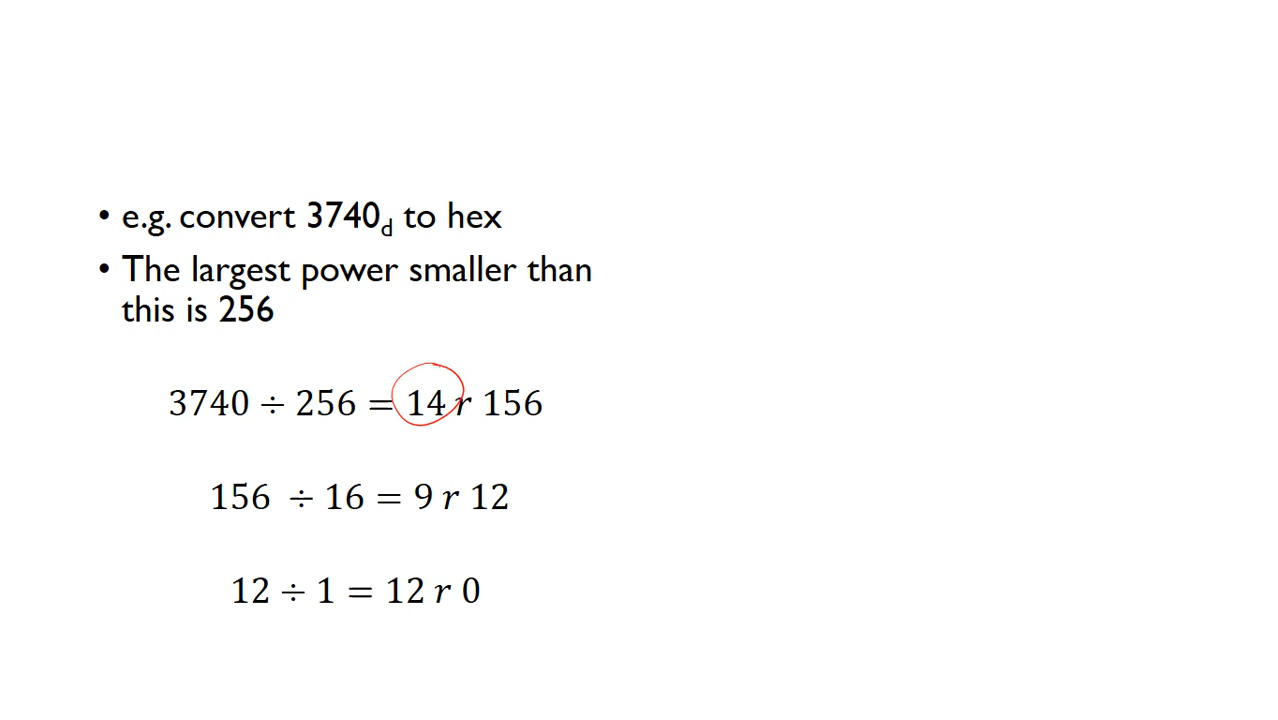 • e.g. convert 3740d to hex
• The largest power smaller than
this is 256
3740 ÷ 256 = 14 r 156
156 ÷ 16 = 9 r 12
12 ÷ 1 = 12 r 0